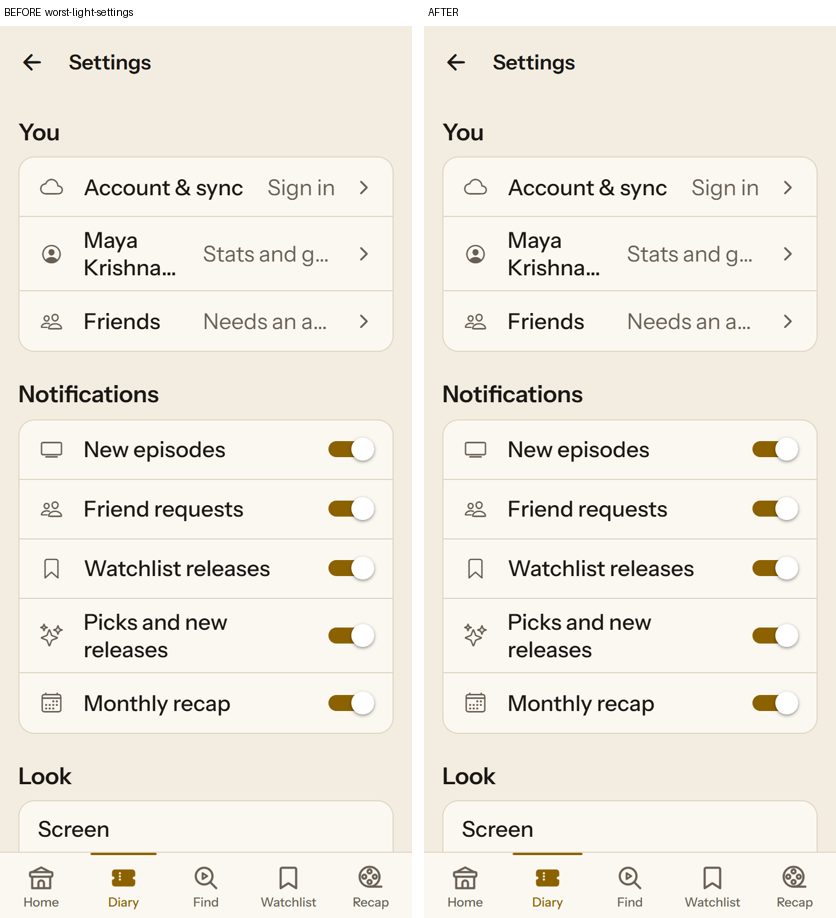 BEFORE worst-light-settings
Settings
You
Account & sync Sign in
Maya
Krishna... Stats and g...
Friends Needs an a...
Notifications
New episodes
Friend requests
Watchlist releases
Picks and new
releases
Monthly recap
Look
Screen
Home Diary Find Watchlist Recap
AFTER
Settings
You
Account & sync Sign in
Maya
Krishna... Stats and g...
Friends Needs an a...
Notifications
New episodes
Friend requests
Watchlist releases
Picks and new
releases
Monthly recap
Look
Screen
Home Diary Find Watchlist Recap